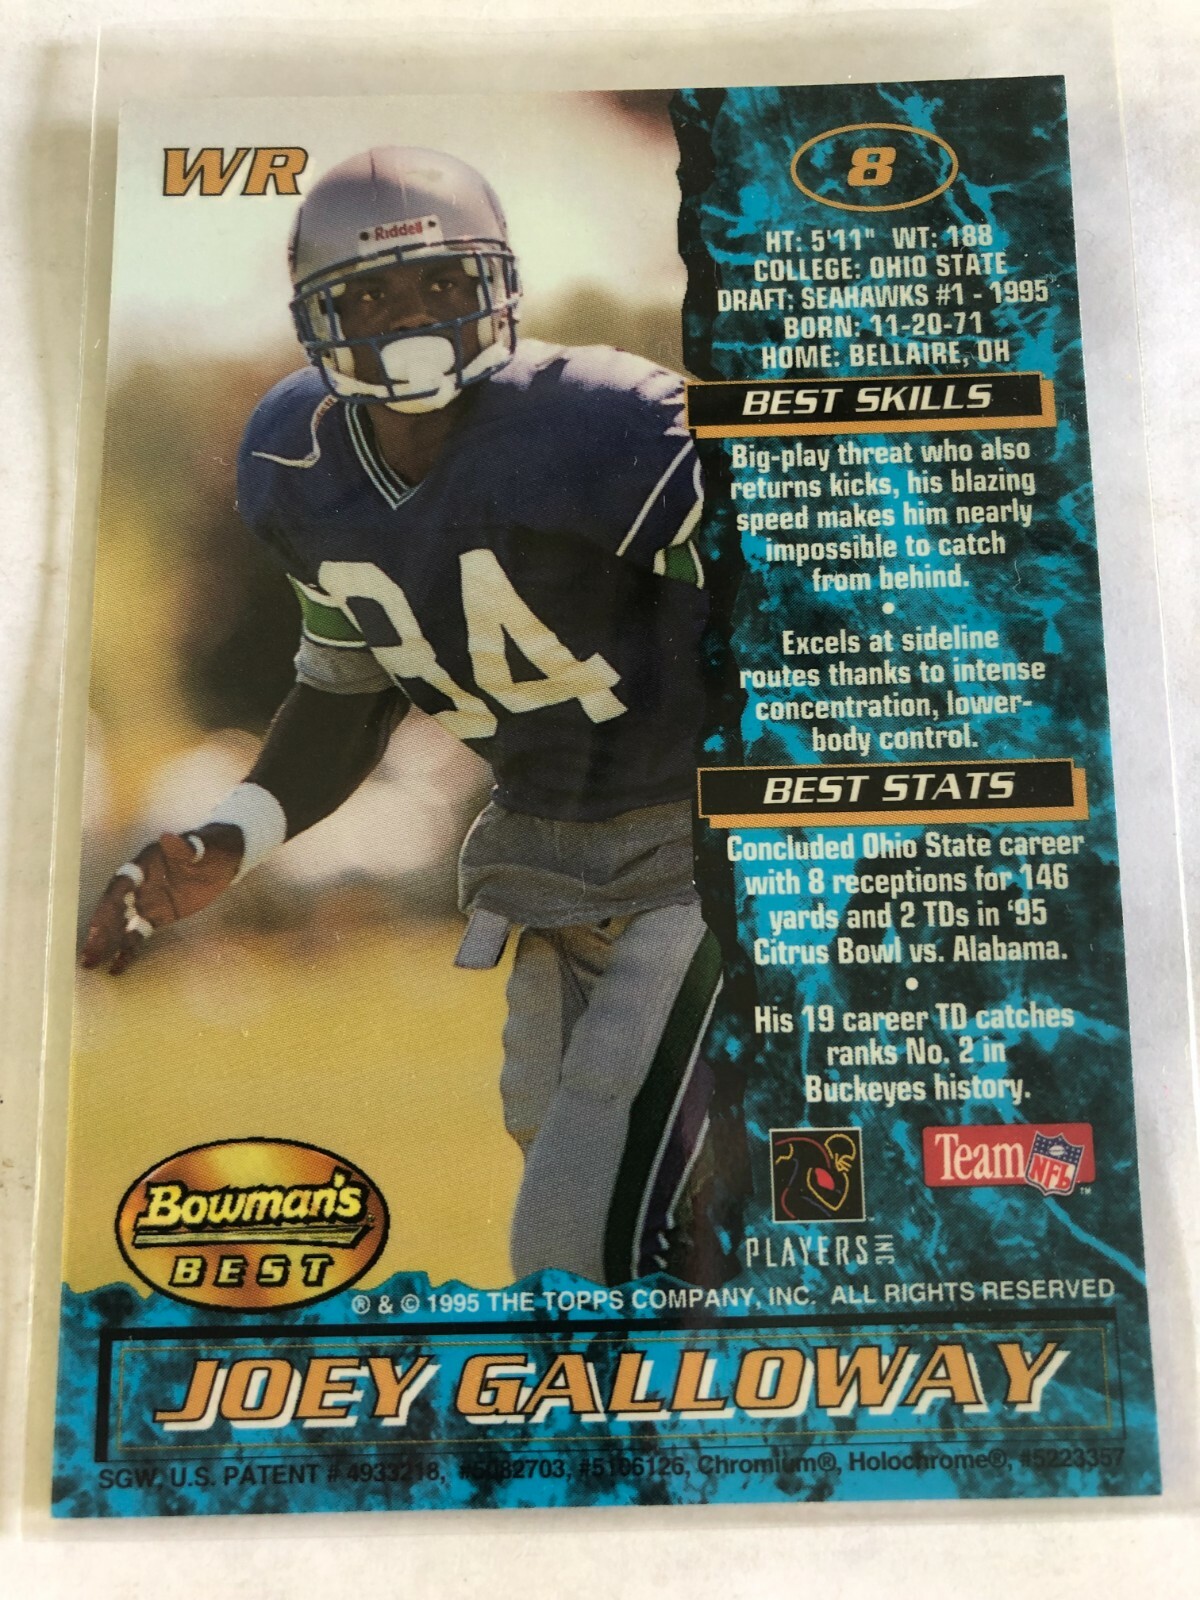 WR
Riddell
84
8
HT: 5'11" WT: 188
COLLEGE: OHIO STATE
DRAFT: SEAHAWKS #1 - 1995
BORN: 11-20-71
HOME: BELLAIRE, OH
BEST SKILLS
Big-play threat who also
returns kicks, his blazing
speed makes him nearly
impossible to catch
from behind.
•
Excels at sideline
routes thanks to intense
concentration, lower-
body control.
BEST STATS
Concluded Ohio State career
with 8 receptions for 146
yards and 2 TDs in ‘95
Citrus Bowl vs. Alabama.
•
His 19 career TD catches
ranks No. 2 in
Buckeyes history.
PLAYERS INC
Team NFL™
Bowman's
BEST
® & © 1995 THE TOPPS COMPANY, INC. ALL RIGHTS RESERVED
JOEY GALLOWAY
SGW, U.S. PATENT # 4933218, #5082703, #5106126, Chromium®, Holochrome®, #5223357